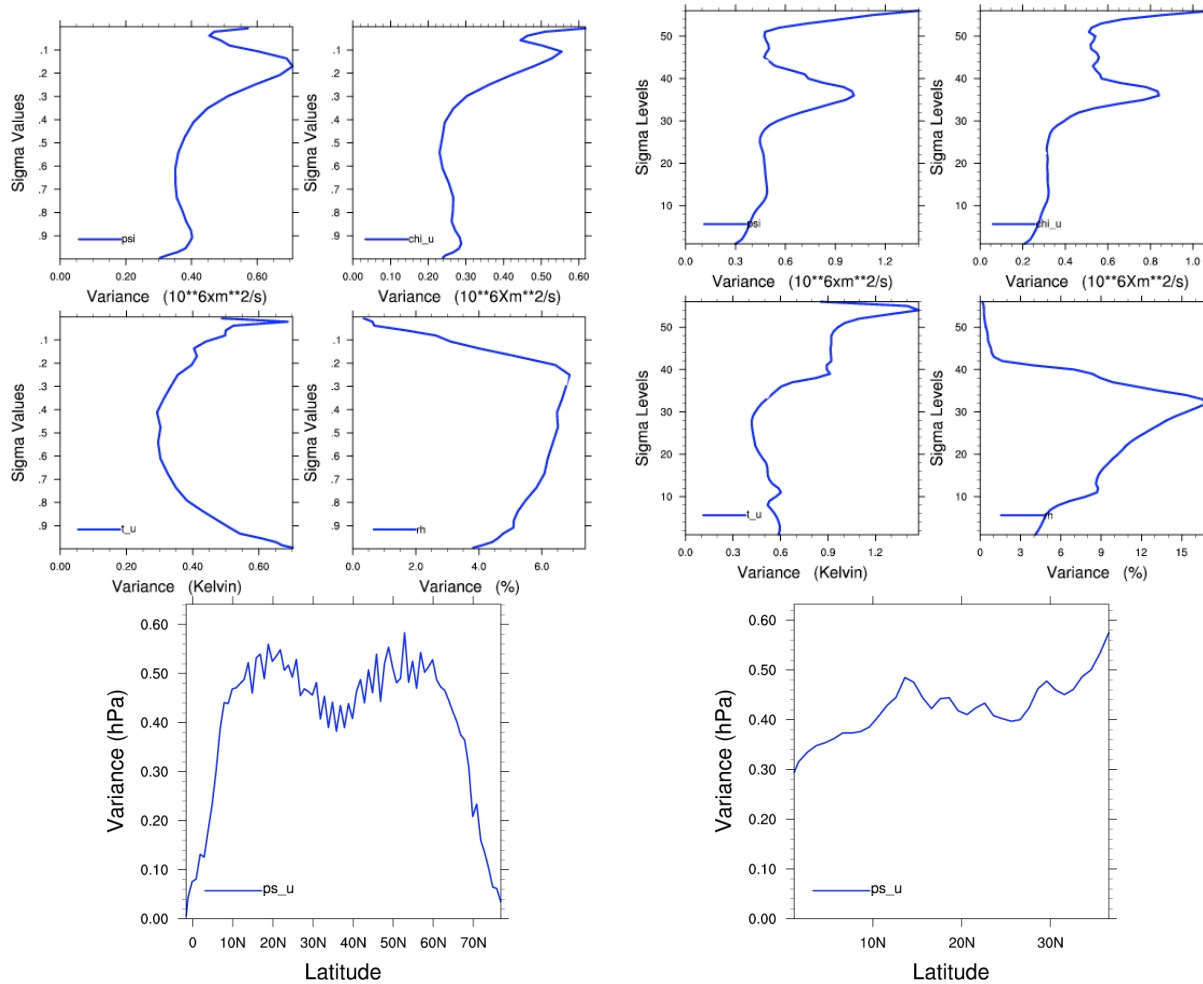 .1
.2
.3
.4
.5
.6
.7
.8
.9
Sigma Values
psi
0.00 0.20 0.40 0.60
Variance (10**6xm**2/s)
.1
.2
.3
.4
.5
.6
.7
.8
.9
Sigma Values
chi_u
0.00 0.10 0.20 0.30 0.40 0.50 0.60
Variance (10**6Xm**2/s)
50
40
30
20
10
Sigma Levels
psi
0.0 0.3 0.6 0.9 1.2
Variance (10**6xm**2/s)
50
40
30
20
10
Sigma Levels
chi_u
0.0 0.2 0.4 0.6 0.8 1.0
Variance (10**6Xm**2/s)
.1
.2
.3
.4
.5
.6
.7
.8
.9
Sigma Values
t_u
0.00 0.20 0.40 0.60
Variance (Kelvin)
.1
.2
.3
.4
.5
.6
.7
.8
.9
Sigma Values
rh
0.0 2.0 4.0 6.0
Variance (%)
50
40
30
20
10
Sigma Levels
t_u
0.0 0.3 0.6 0.9 1.2
Variance (Kelvin)
50
40
30
20
10
Sigma Levels
rh
0 3 6 9 12 15
Variance (%)
0.60
0.50
0.40
0.30
0.20
0.10
0.00
Variance (hPa)
ps_u
0 10N 20N 30N 40N 50N 60N 70N
Latitude
0.60
0.50
0.40
0.30
0.20
0.10
0.00
Variance (hPa)
ps_u
10N 20N 30N
Latitude